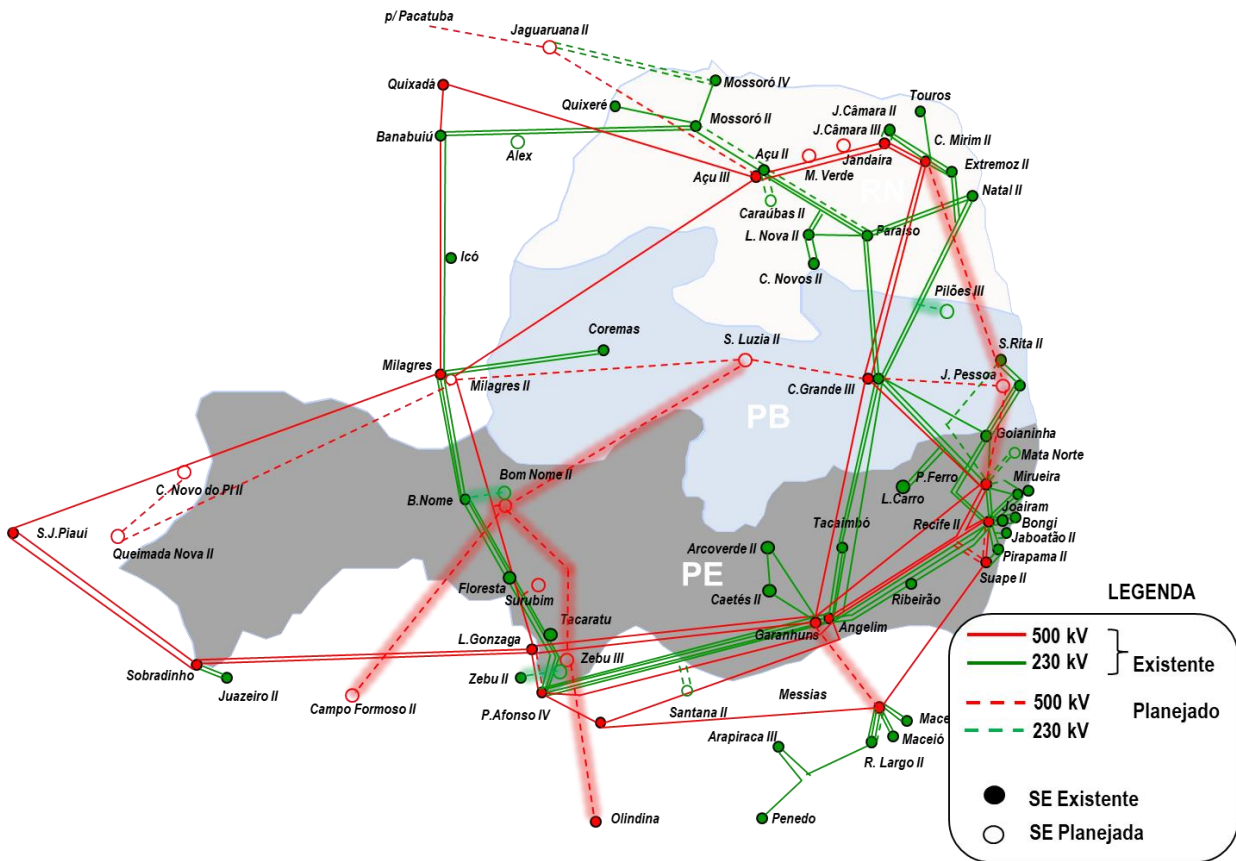 p/ Pacatuba
Jaguaruana II
Quixadá
Mossoró IV
Quixeré
Touros
J.Câmara II
Mossoró II
J.Câmara III
Banabuiú
C. Mirim II
Alex
Açu II
Jandaíra
Extremoz II
M. Verde
Açu III
RN
Natal II
Caraúbas II
L. Nova II
Paraíso
Icó
C. Novos II
Pilões III
Coremas
S. Luzia II
S.Rita II
Milagres
J. Pessoa
Milagres II
C.Grande III
PB
Goianinha
Mata Norte
Bom Nome II
P.Ferro
Mirueira
C. Novo do PI II
B.Nome
L.Carro
Joairam
S.J.Piauí
Tacaimbó
Recife II
Bongi
Queimada Nova II
Arcoverde II
Jaboatão II
PE
Pirapama II
Floresta
Suape II
Surubim
Caetés II
Ribeirão
LEGENDA
Tacaratu
L.Gonzaga
Garanhuns
Angelim
500 kV
Zebu III
230 kV
Existente
Sobradinho
Zebu II
Juazeiro II
Campo Formoso II
P.Afonso IV
Santana II
Messias
500 kV
Planejado
Mace
230 kV
Arapiraca III
Maceió
R. Largo II
SE Existente
Olindina
Penedo
SE Planejada